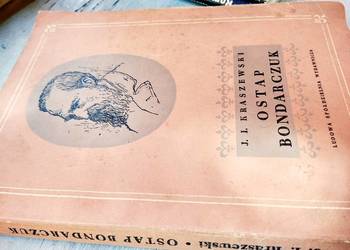 J. I. KRASZEWSKI
OSTAP
BONDARCZUK
LUDOWA SPÓŁDZIELNIA WYDAWNICZA
J. I. Kraszewski • OSTAP BONDARCZUK